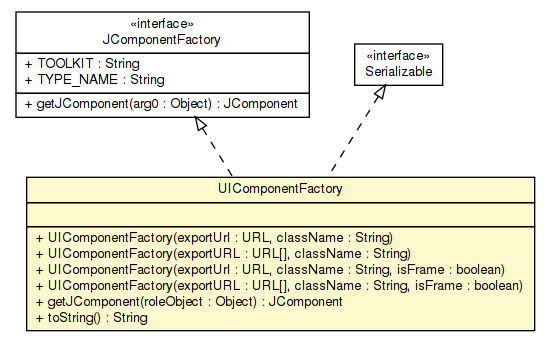 «interface»
JComponentFactory
+ TOOLKIT : String
+ TYPE_NAME : String
+ getJComponent(arg0 : Object) : JComponent
«interface»
Serializable
UIComponentFactory
+ UIComponentFactory(exportUrl : URL, className : String)
+ UIComponentFactory(exportURL : URL[], className : String)
+ UIComponentFactory(exportUrl : URL, className : String, isFrame : boolean)
+ UIComponentFactory(exportURL : URL[], className : String, isFrame : boolean)
+ getJComponent(roleObject : Object) : JComponent
+ toString() : String